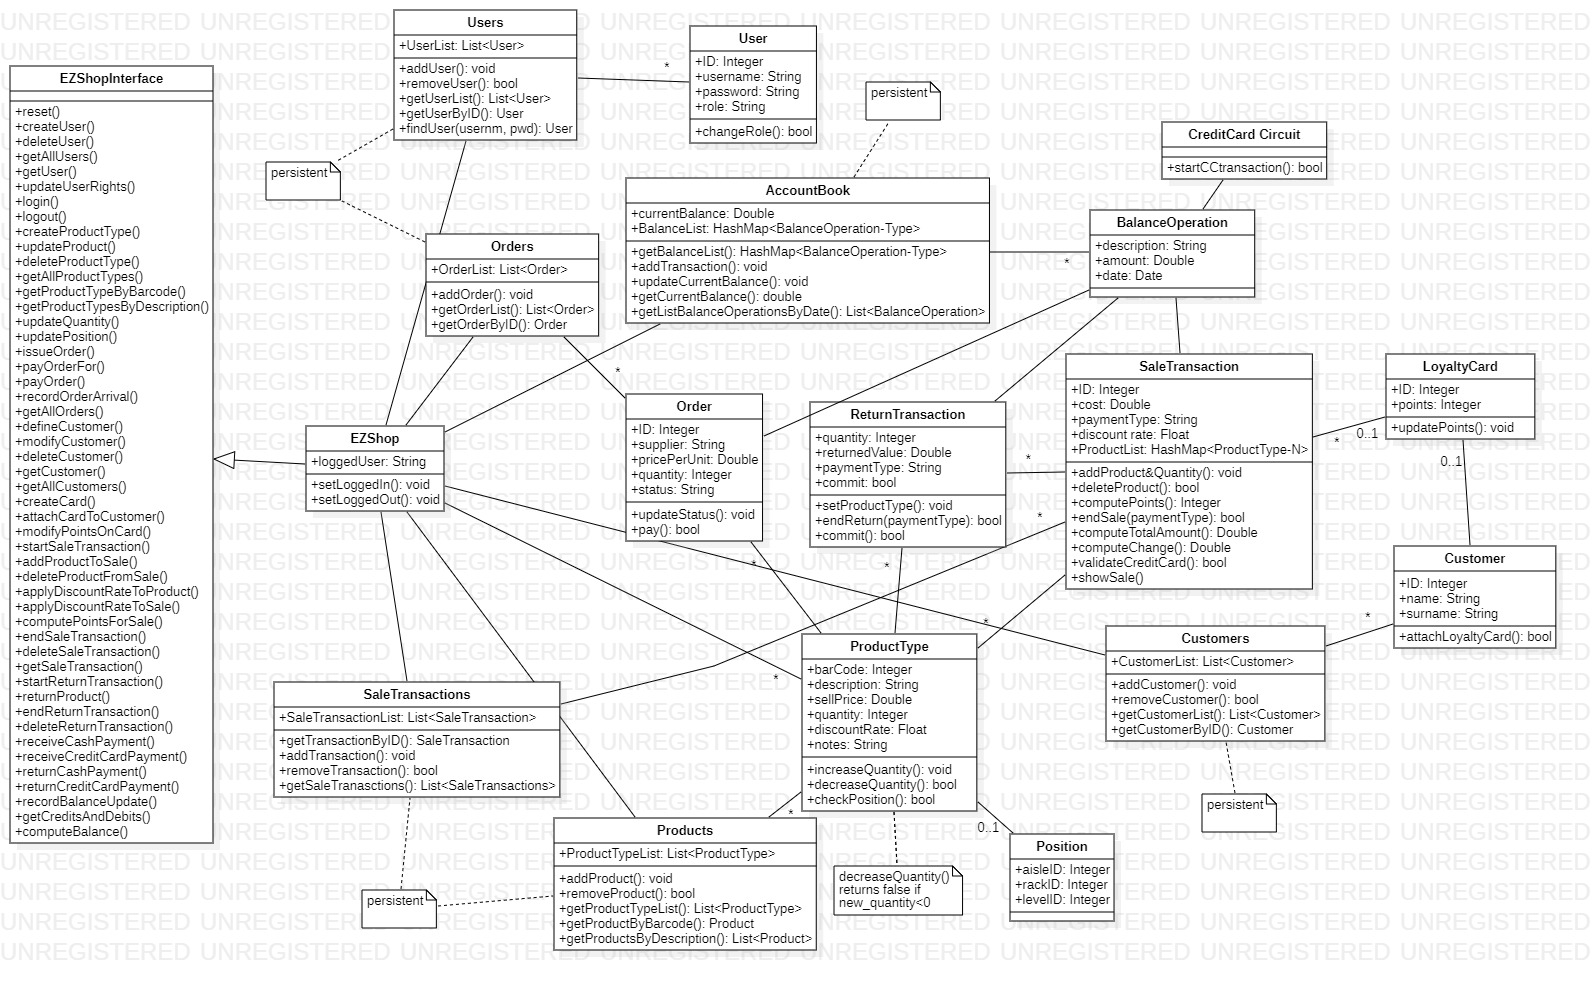 EZShopInterface
+reset()
+createUser()
+deleteUser()
+getAllUsers()
+getUser()
+updateUserRights()
+login()
+logout()
+createProductType()
+updateProduct()
+deleteProductType()
+getAllProductTypes()
+getProductTypeByBarcode()
+getProductTypesByDescription()
+updateQuantity()
+updatePosition()
+issueOrder()
+payOrderFor()
+payOrder()
+recordOrderArrival()
+getAllOrders()
+defineCustomer()
+modifyCustomer()
+deleteCustomer()
+getCustomer()
+getAllCustomers()
+createCard()
+attachCardToCustomer()
+modifyPointsOnCard()
+startSaleTransaction()
+addProductToSale()
+deleteProductFromSale()
+applyDiscountRateToProduct()
+applyDiscountRateToSale()
+computePointsForSale()
+endSaleTransaction()
+deleteSaleTransaction()
+getSaleTransaction()
+startReturnTransaction()
+returnProduct()
+endReturnTransaction()
+deleteReturnTransaction()
+receiveCashPayment()
+receiveCreditCardPayment()
+returnCashPayment()
+returnCreditCardPayment()
+recordBalanceUpdate()
+getCreditsAndDebits()
+computeBalance()
Users
+UserList: List<User>
+addUser(): void
+removeUser(): bool
+getUserList(): List<User>
+getUserByID(): User
+findUser(usernm, pwd): User
*
User
+ID: Integer
+username: String
+password: String
+role: String
+changeRole(): bool
persistent
persistent
CreditCard Circuit
+startCCtransaction(): bool
Orders
+OrderList: List<Order>
+addOrder(): void
+getOrderList(): List<Order>
+getOrderByID(): Order
*
AccountBook
+currentBalance: Double
+BalanceList: HashMap<BalanceOperation-Type>
+getBalanceList(): HashMap<BalanceOperation-Type>
+addTransaction(): void
+updateCurrentBalance(): void
+getCurrentBalance(): double
+getListBalanceOperationsByDate(): List<BalanceOperation>
*
BalanceOperation
+description: String
+amount: Double
+date: Date
EZShop
+loggedUser: String
+setLoggedIn(): void
+setLoggedOut(): void
Order
+ID: Integer
+supplier: String
+pricePerUnit: Double
+quantity: Integer
+status: String
+updateStatus(): void
+pay(): bool
*
ReturnTransaction
+quantity: Integer
+returnedValue: Double
+paymentType: String
+commit: bool
+setProductType(): void
+endReturn(paymentType): bool
+commit(): bool
*
*
*
SaleTransaction
+ID: Integer
+cost: Double
+paymentType: String
+discount rate: Float
+ProductList: HashMap<ProductType-N>
+addProduct&Quantity(): void
+deleteProduct(): bool
+computePoints(): Integer
+endSale(paymentType): bool
+computeTotalAmount(): Double
+computeChange(): Double
+validateCreditCard(): bool
+showSale()
*
0..1
LoyaltyCard
+ID: Integer
+points: Integer
+updatePoints(): void
0..1
Customer
+ID: Integer
+name: String
+surname: String
+attachLoyaltyCard(): bool
*
*
Customers
+CustomerList: List<Customer>
+addCustomer(): void
+removeCustomer(): bool
+getCustomerList(): List<Customer>
+getCustomerByID(): Customer
persistent
SaleTransactions
+SaleTransactionList: List<SaleTransaction>
+getTransactionByID(): SaleTransaction
+addTransaction(): void
+removeTransaction(): bool
+getSaleTranasctions(): List<SaleTransactions>
persistent
*
ProductType
+barCode: Integer
+description: String
+sellPrice: Double
+quantity: Integer
+discountRate: Float
+notes: String
+increaseQuantity(): void
+decreaseQuantity(): bool
+checkPosition(): bool
*
Products
+ProductTypeList: List<ProductType>
+addProduct(): void
+removeProduct(): bool
+getProductTypeList(): List<ProductType>
+getProductByBarcode(): Product
+getProductsByDescription(): List<Product>
decreaseQuantity()
returns false if
new_quantity<0
0..1
Position
+aisleID: Integer
+rackID: Integer
+levelID: Integer
UNREGISTERED